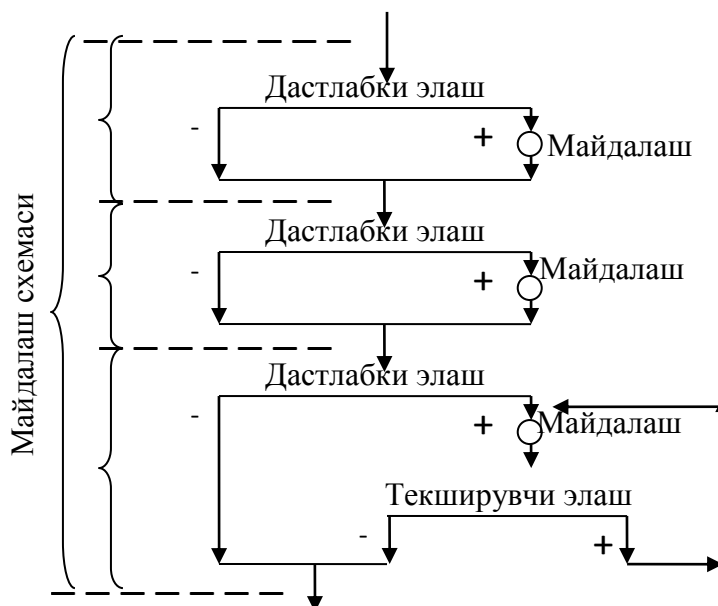 Майдалаш схемаси
Дастлабки элаш
-
+
Майдалаш
Дастлабки элаш
-
+
Майдалаш
Дастлабки элаш
-
+
Майдалаш
Текширувчи элаш
-
+